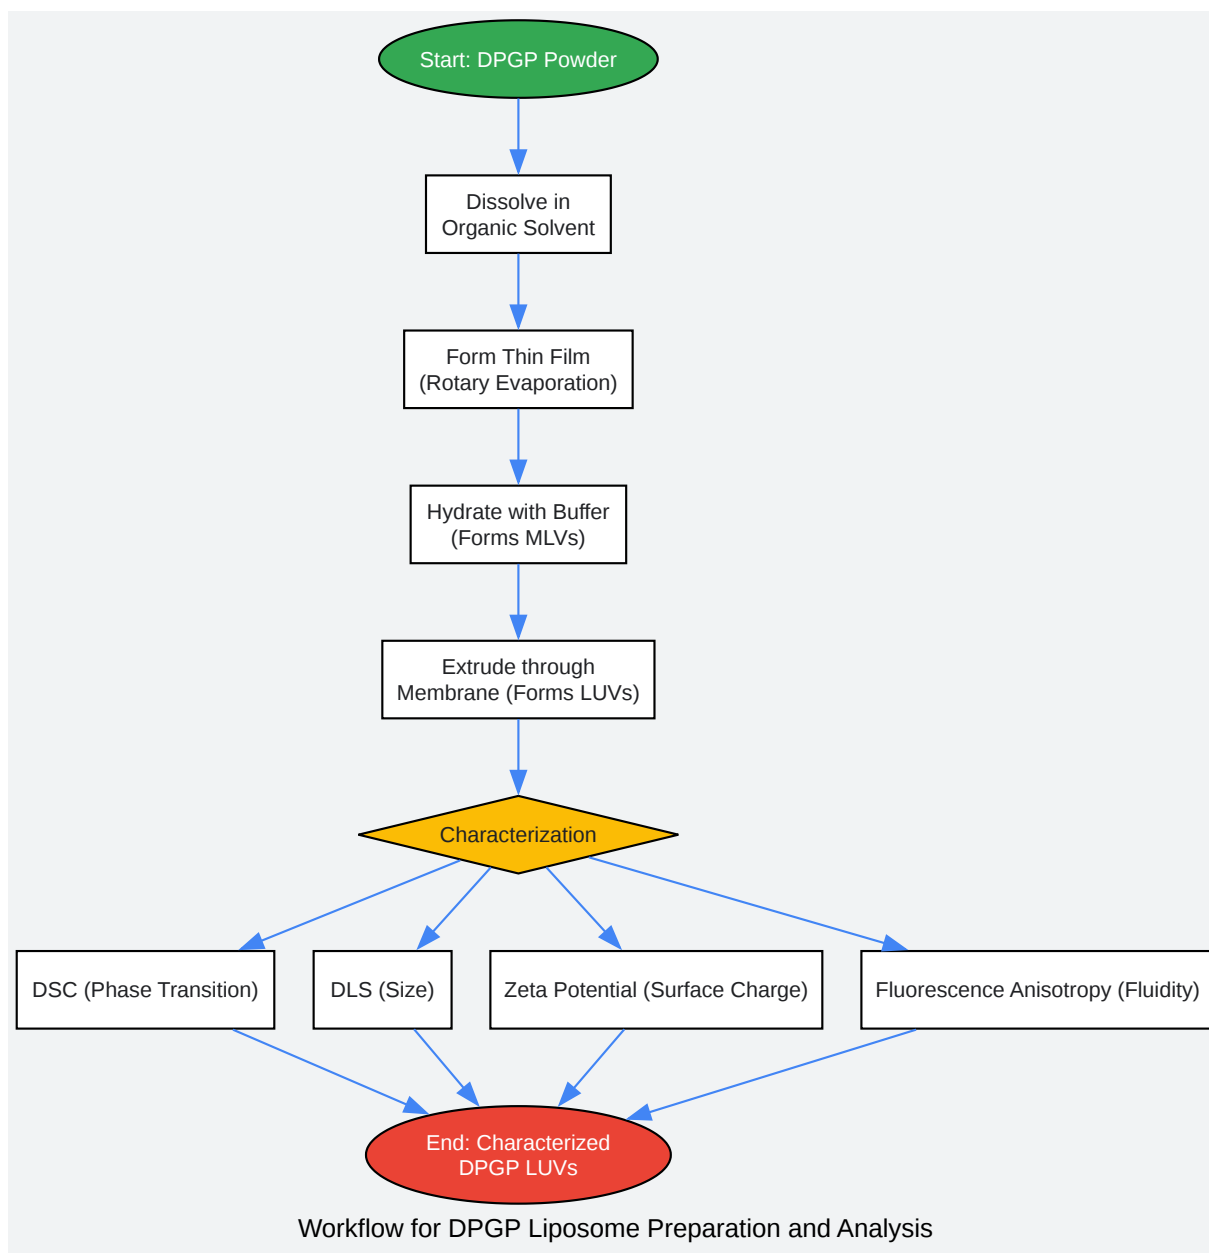 Start: DPGP Powder
Dissolve in
Organic Solvent
Form Thin Film
(Rotary Evaporation)
Hydrate with Buffer
(Forms MLVs)
Extrude through
Membrane (Forms LUVs)
Characterization
DSC (Phase Transition)
DLS (Size)
Zeta Potential (Surface Charge)
Fluorescence Anisotropy (Fluidity)
End: Characterized
DPGP LUVs
Workflow for DPGP Liposome Preparation and Analysis